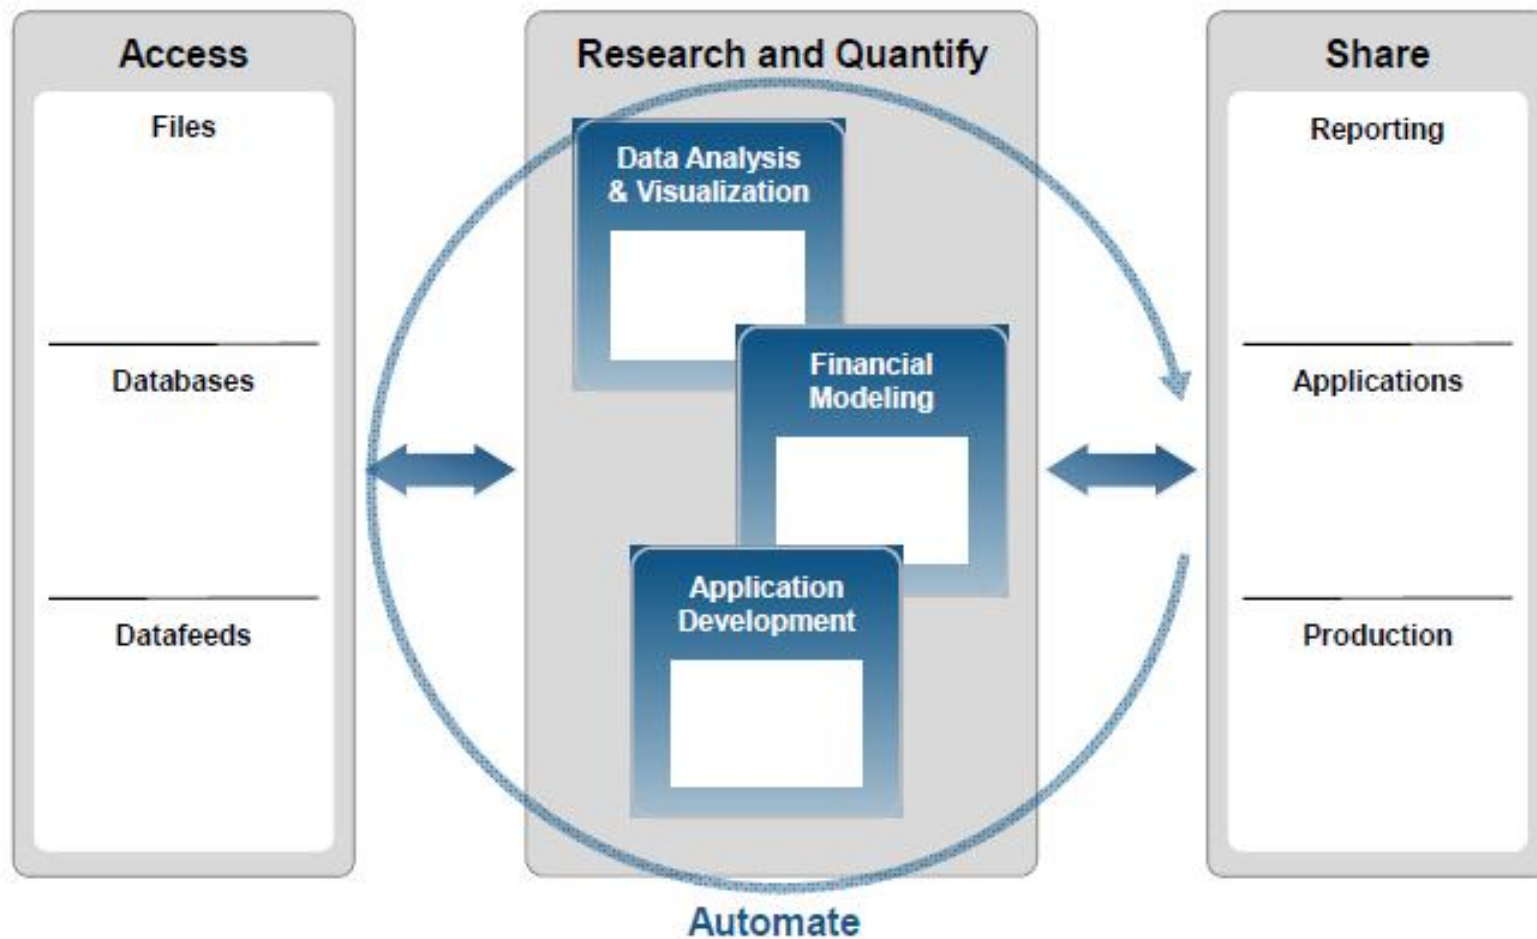 Access
Files
Databases
Datafeeds
Research and Quantify
Data Analysis
& Visualization
Financial
Modeling
Application
Development
Share
Reporting
Applications
Production
Automate